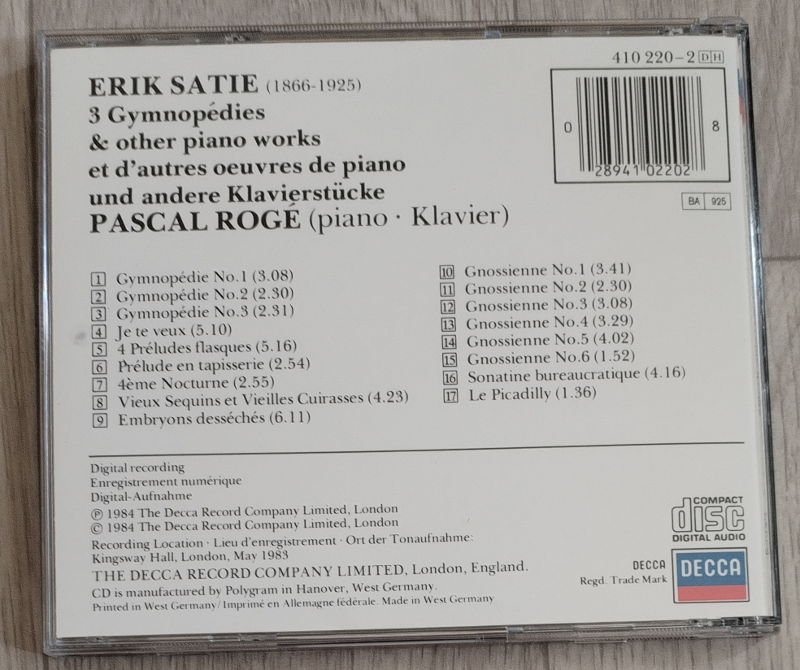 410 220-2 DH
ERIK SATIE (1866-1925)
3 Gymnopédies
& other piano works
et d'autres oeuvres de piano
und andere Klavierstücke
PASCAL ROGÉ (piano · Klavier)
0 28941 02202 8
BA 925
1 Gymnopédie No.1 (3.08)
2 Gymnopédie No.2 (2.30)
3 Gymnopédie No.3 (2.31)
4 Je te veux (5.10)
5 4 Préludes flasques (5.16)
6 Prélude en tapisserie (2.54)
7 4ème Nocturne (2.55)
8 Vieux Sequins et Vieilles Cuirasses (4.23)
9 Embryons desséchés (6.11)
10 Gnossienne No.1 (3.41)
11 Gnossienne No.2 (2.30)
12 Gnossienne No.3 (3.08)
13 Gnossienne No.4 (3.29)
14 Gnossienne No.5 (4.02)
15 Gnossienne No.6 (1.52)
16 Sonatine bureaucratique (4.16)
17 Le Picadilly (1.36)
Digital recording
Enregistrement numérique
Digital-Aufnahme
Ⓟ 1984 The Decca Record Company Limited, London
© 1984 The Decca Record Company Limited, London
Recording Location · Lieu d'enregistrement · Ort der Tonaufnahme:
Kingsway Hall, London, May 1983
THE DECCA RECORD COMPANY LIMITED, London, England.
CD is manufactured by Polygram in Hanover, West Germany.
Printed in West Germany/Imprimé en Allemagne fédérale. Made in West Germany
COMPACT
disc
DIGITAL AUDIO
DECCA
Regd. Trade Mark
DECCA